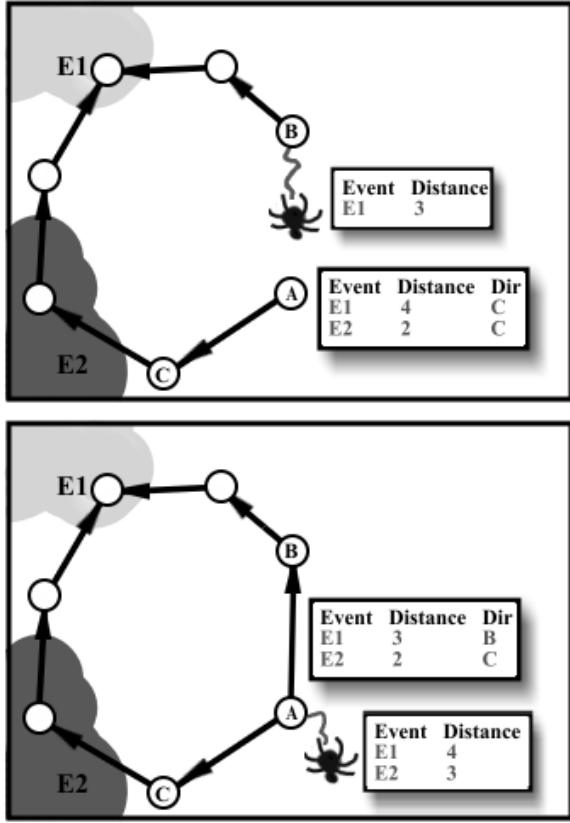 E1
B
Event Distance
E1 3
A
Event Distance Dir
E1 4 C
E2 2 C
E2
C
E1
B
Event Distance Dir
E1 3 B
E2 2 C
A
Event Distance
E1 4
E2 3
E2
C